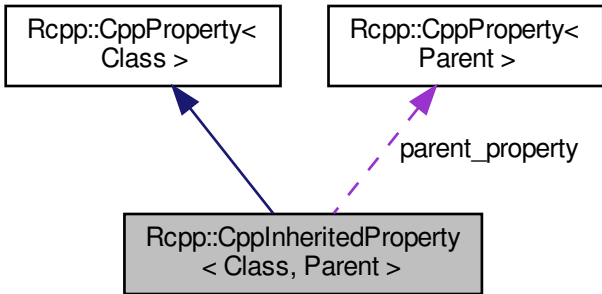 Rcpp::CppProperty<
Class >
Rcpp::CppProperty<
Parent >
parent_property
Rcpp::CppInheritedProperty
< Class, Parent >